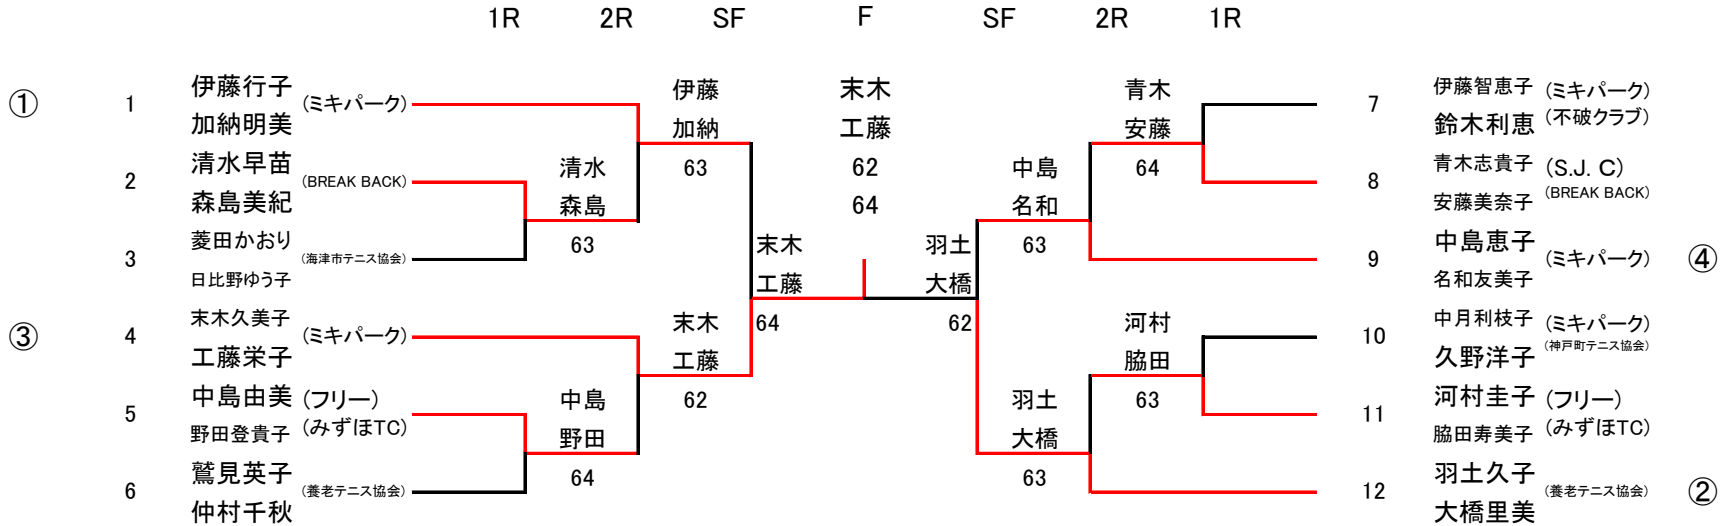 1R 2R SF F SF 2R 1R
① 1 伊藤行子 加納明美 (ミキパーク)
2 清水早苗 森島美紀 (BREAK BACK)
3 菱田かおり 日比野ゆう子 (海津市テニス協会)
③ 4 末木久美子 工藤栄子 (ミキパーク)
5 中島由美 (フリー) 野田登貴子 (みずほTC)
6 鷲見英子 仲村千秋 (養老テニス協会)
清水 森島 63
中島 野田 64
伊藤 加納 63
末木 工藤 62
末木 工藤 64
末木 工藤 62 64
羽土 大橋 62
中島 名和 63
羽土 大橋 63
青木 安藤 64
河村 脇田 63
7 伊藤智恵子 (ミキパーク) 鈴木利恵 (不破クラブ)
8 青木志貴子 (S.J. C) 安藤美奈子 (BREAK BACK)
9 中島恵子 名和友美子 (ミキパーク) ④
10 中月利枝子 (ミキパーク) 久野洋子 (神戸町テニス協会)
11 河村圭子 (フリー) 脇田寿美子 (みずほTC)
12 羽土久子 大橋里美 (養老テニス協会) ②